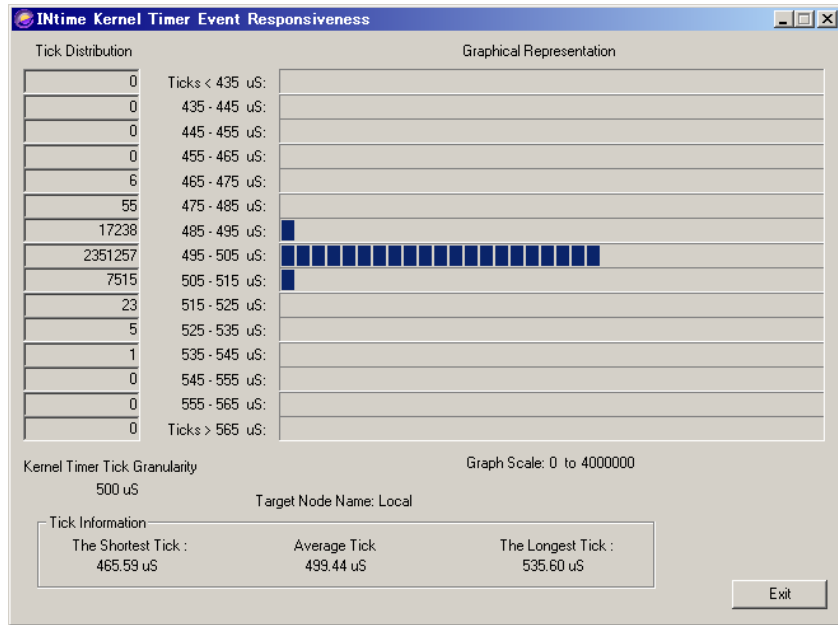 INtime Kernel Timer Event Responsiveness
Tick Distribution Graphical Representation
0 Ticks < 435 uS:
0 435 - 445 uS:
0 445 - 455 uS:
0 455 - 465 uS:
6 465 - 475 uS:
55 475 - 485 uS:
17238 485 - 495 uS:
2351257 495 - 505 uS:
7515 505 - 515 uS:
23 515 - 525 uS:
5 525 - 535 uS:
1 535 - 545 uS:
0 545 - 555 uS:
0 555 - 565 uS:
0 Ticks > 565 uS:
Kernel Timer Tick Granularity Graph Scale: 0 to 4000000
500 uS
Target Node Name: Local
Tick Information
The Shortest Tick : Average Tick The Longest Tick :
465.59 uS 499.44 uS 535.60 uS
Exit